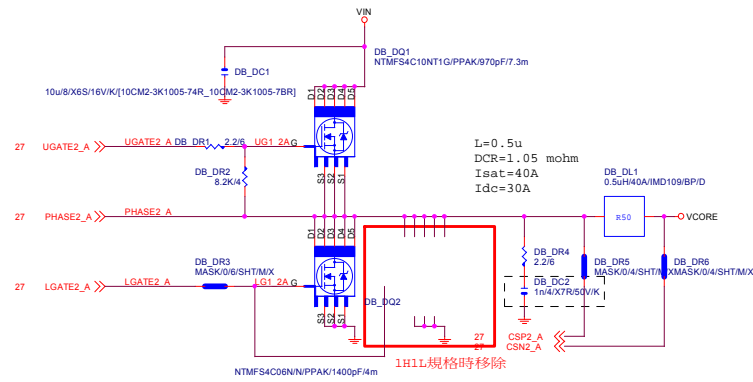 VIN
DB_DQ1
NTMFS4C10NT1G/PPAK/970pF/7.3m
DB_DC1
10u/8/X6S/16V/K/[10CM2-3K1005-74R_10CM2-3K1005-7BR]
D1 D2 D3 D4 D5
27 UGATE2_A UGATE2_A DB_DR1 2.2/6 UG1_2A G
S3 S2 S1
L=0.5u
DCR=1.05 mohm
Isat=40A
Idc=30A
DB_DR2
8.2K/4
DB_DL1
0.5uH/40A/IMD109/BP/D
27 PHASE2_A PHASE2_A
R50
VCORE
D1 D2 D3 D4 D5
DB_DR3
MASK/0/6/SHT/M/X
DB_DR4
2.2/6
DB_DR5
MASK/0/4/SHT/M/X
DB_DR6
MASK/0/4/SHT/M/X
27 LGATE2_A LGATE2_A LG1_2A G
DB_DC2
1n/4/X7R/50V/K
DB_DQ2
S3 S2 S1
27 CSP2_A
27 CSN2_A
NTMFS4C06N/N/PPAK/1400pF/4m
1H1L規格時移除